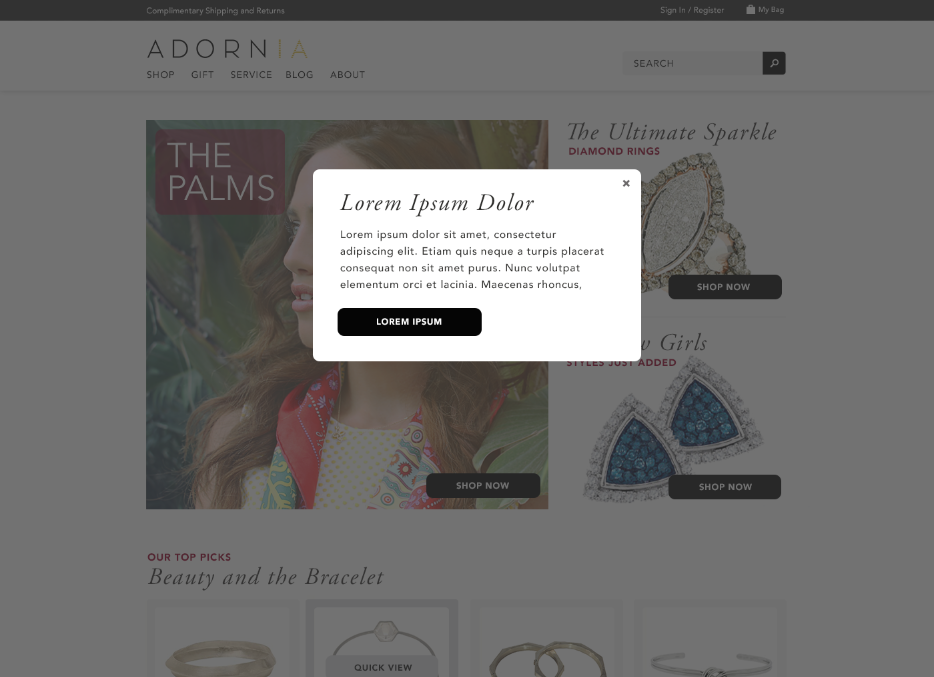 Complimentary Shipping and Returns
Sign In / Register
My Bag
ADORNIA
SHOP GIFT SERVICE BLOG ABOUT
SEARCH
THE
PALMS
The Ultimate Sparkle
DIAMOND RINGS
SHOP NOW
Lorem Ipsum Dolor
Lorem ipsum dolor sit amet, consectetur
adipiscing elit. Etiam quis neque a turpis placerat
consequat non sit amet purus. Nunc volutpat
elementum orci et lacinia. Maecenas rhoncus,
LOREM IPSUM
Girls
STYLES JUST ADDED
SHOP NOW
SHOP NOW
OUR TOP PICKS
Beauty and the Bracelet
QUICK VIEW